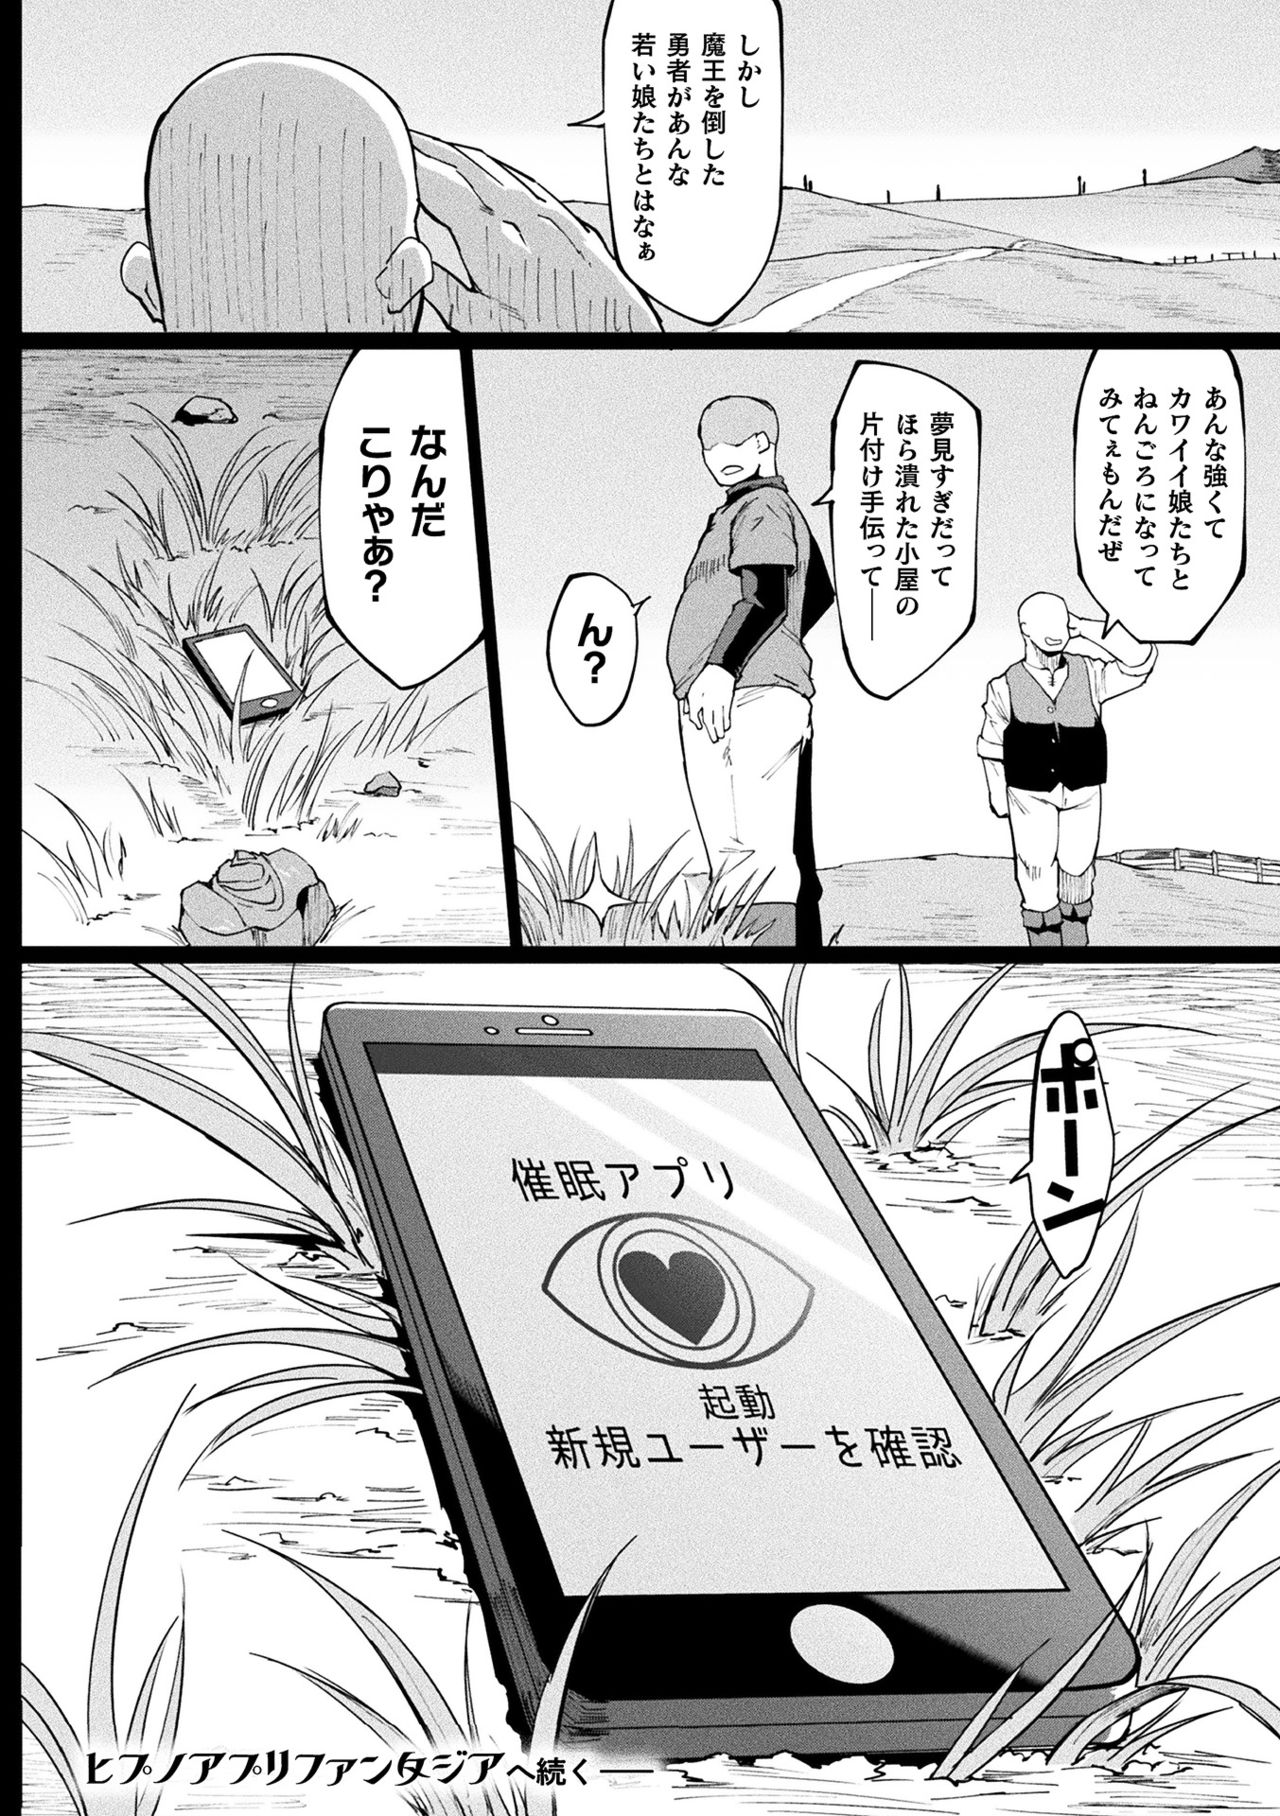 しかし
魔王を倒した
勇者があんな
若い娘たちとはなぁ
あんな強くて
カワイイ娘たちと
ねんごろになって
みてぇもんだぜ
夢見すぎだって
ほら潰れた小屋の
片付け手伝って──
ん?
なんだ
こりゃあ?
ポーン
催眠アプリ
起動
新規ユーザーを確認
ヒプノアプリファンタジアへ続く──